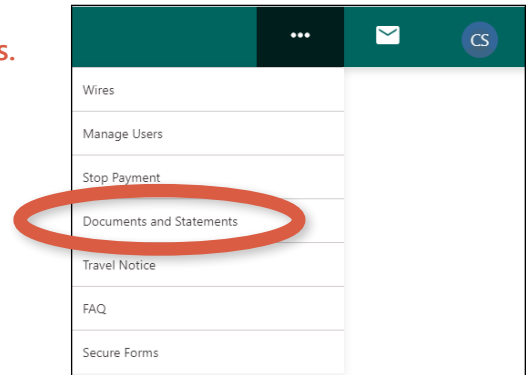 s.
CS
Wires
Manage Users
Stop Payment
Documents and Statements
Travel Notice
FAQ
Secure Forms